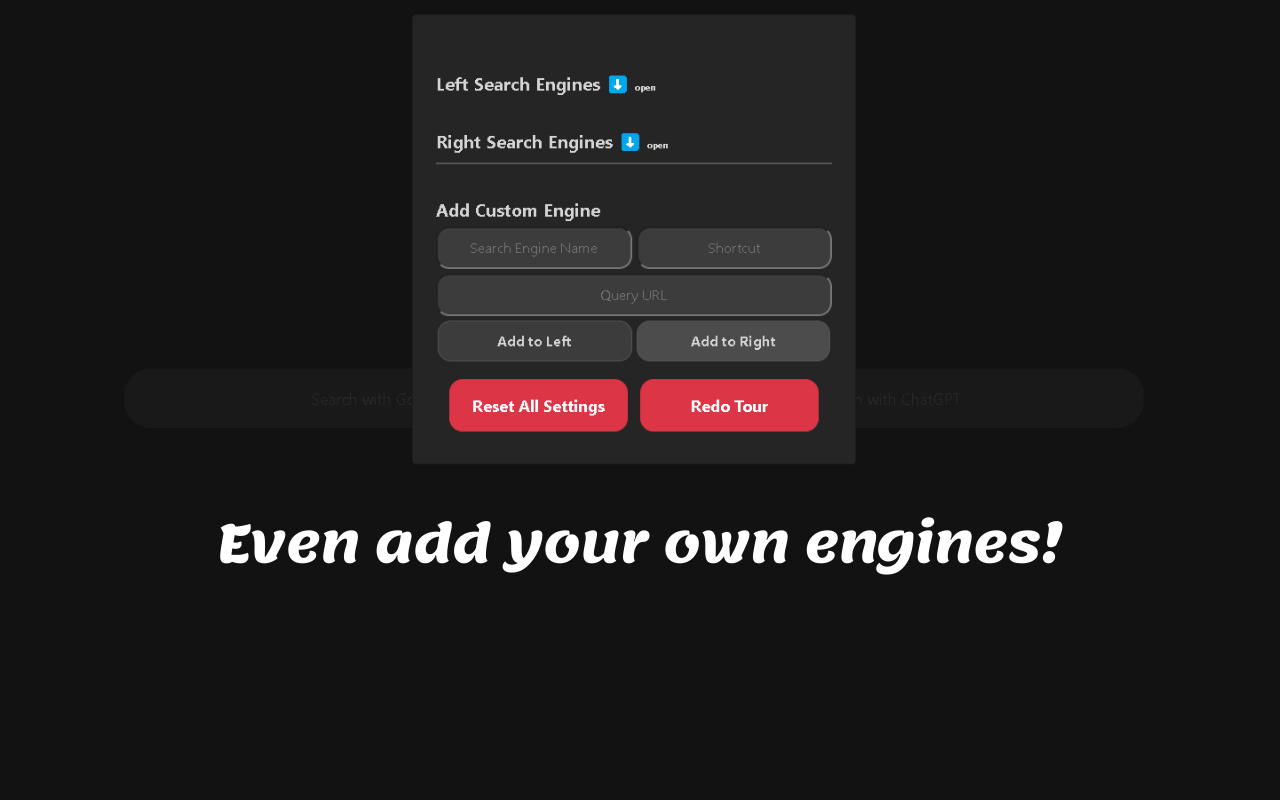 Left Search Engines ⬇️ open
Right Search Engines ⬇️ open
Add Custom Engine
Search Engine Name Shortcut
Query URL
Add to Left Add to Right
Search with with ChatGPT
Reset All Settings Redo Tour
Even add your own engines!